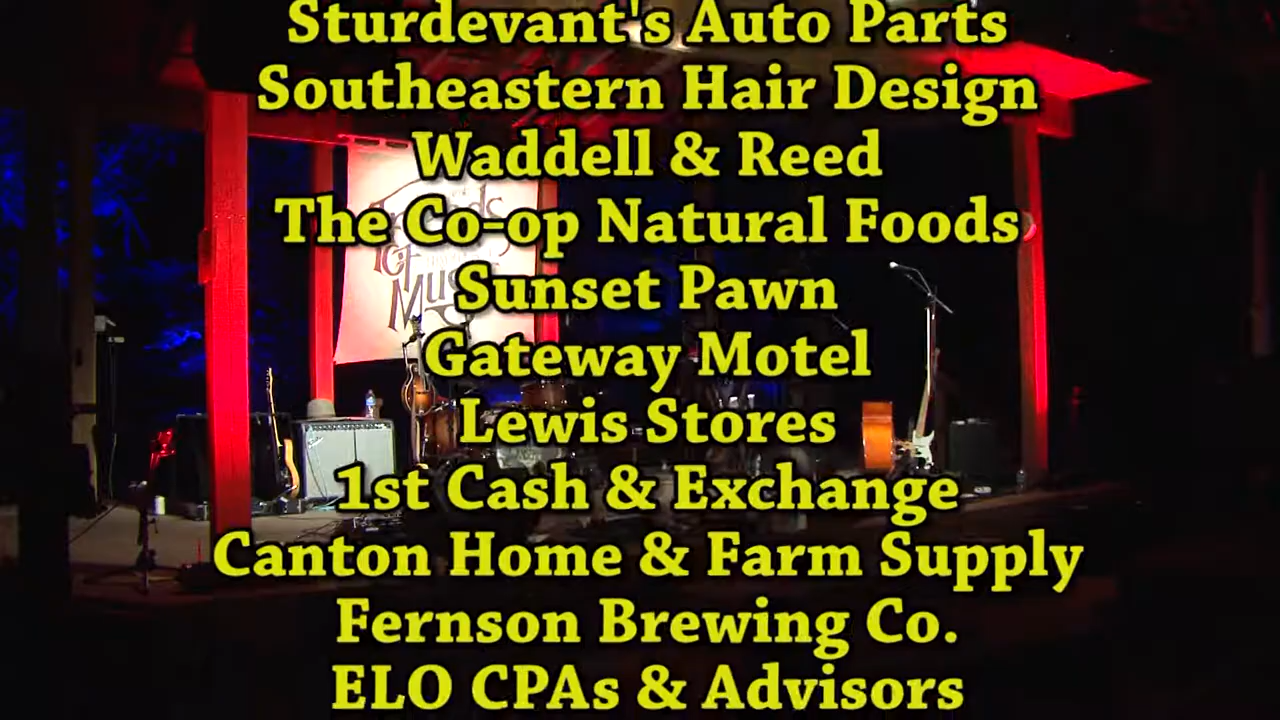 Sturdevant's Auto Parts
Southeastern Hair Design
Waddell & Reed
The Co-op Natural Foods
Sunset Pawn
Gateway Motel
Lewis Stores
1st Cash & Exchange
Canton Home & Farm Supply
Fernson Brewing Co.
ELO CPAs & Advisors